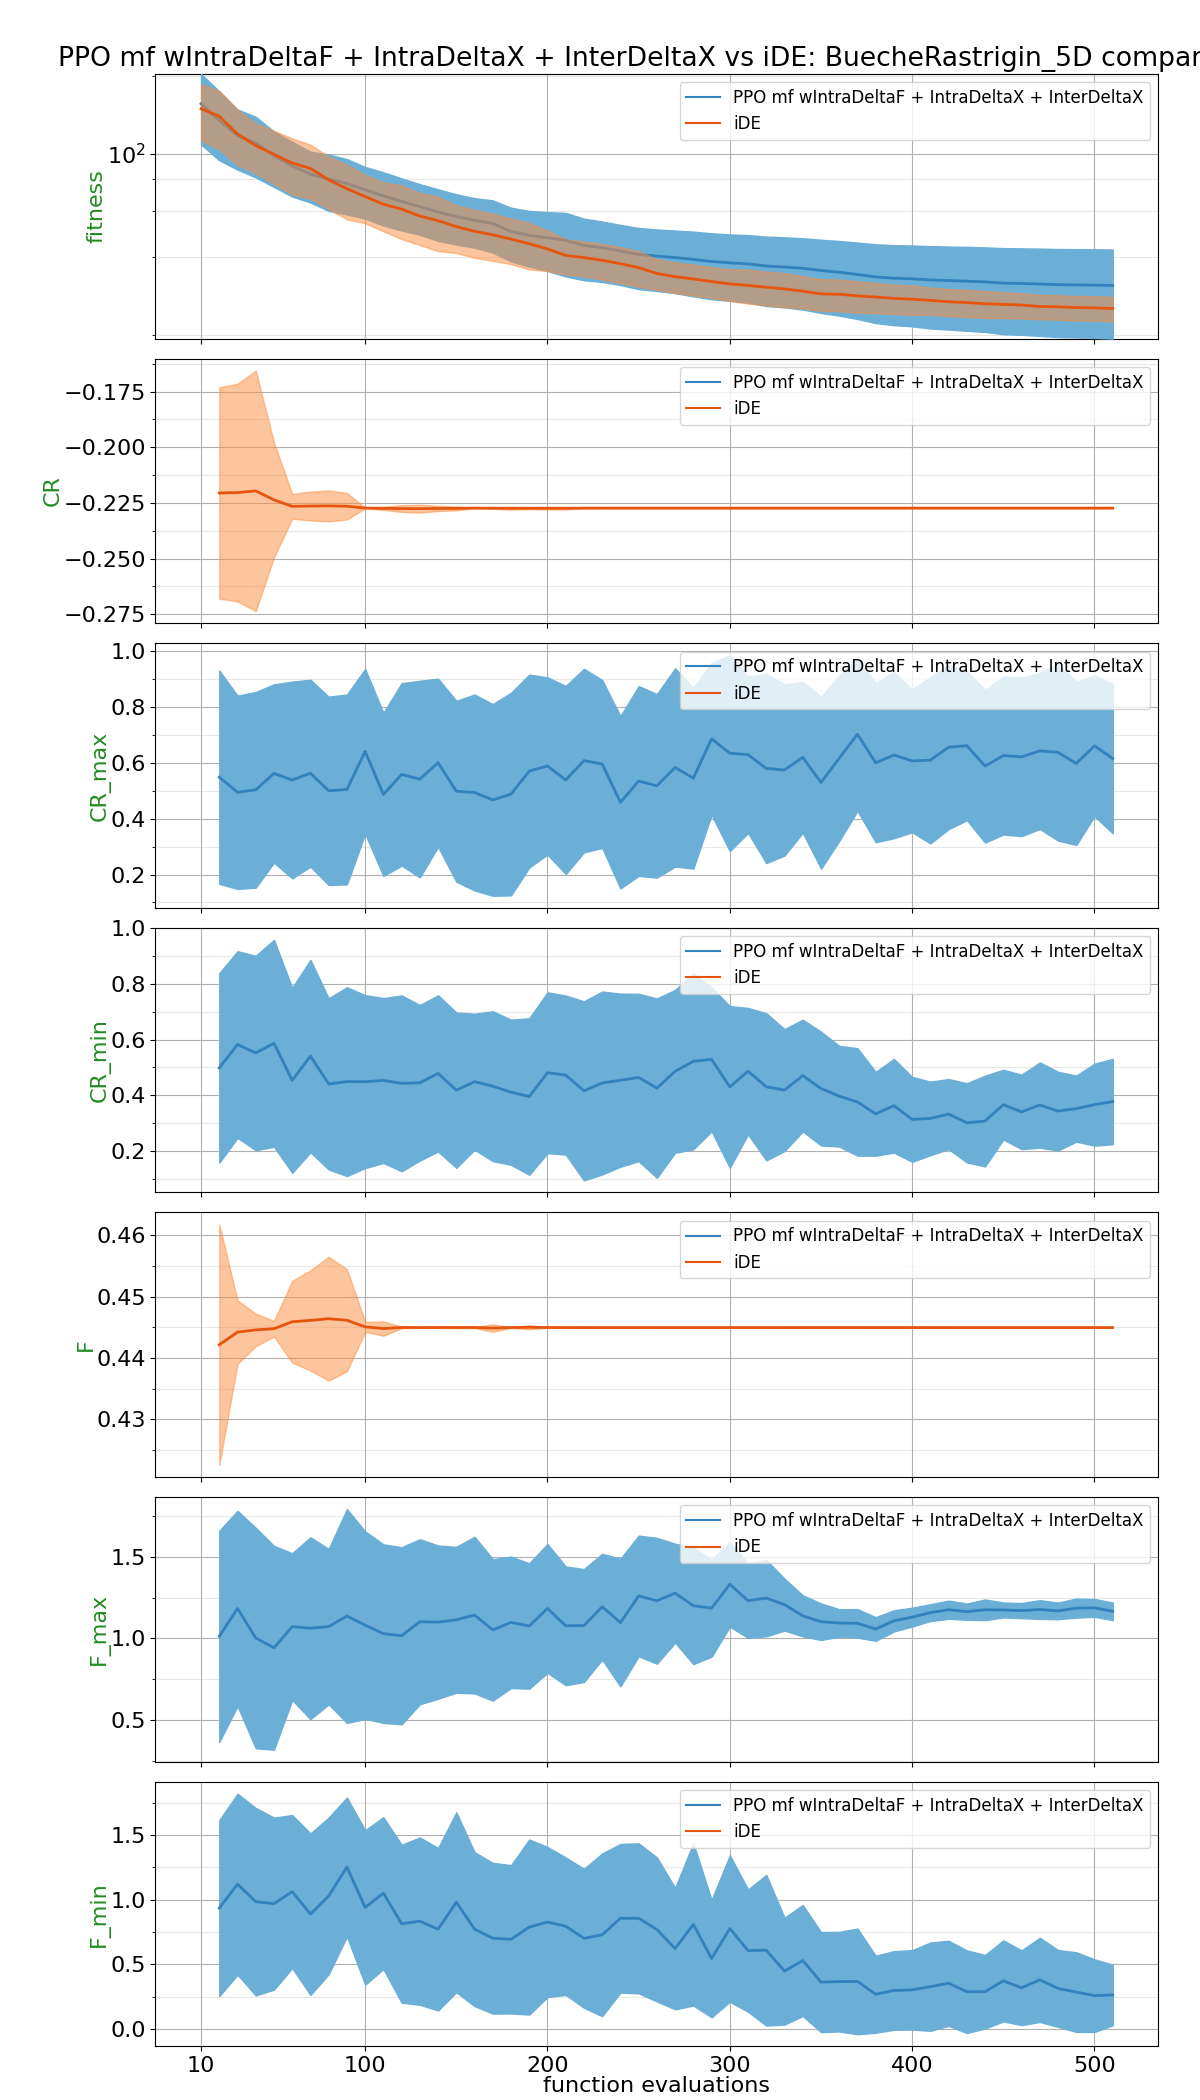 PPO mf wIntraDeltaF + IntraDeltaX + InterDeltaX vs iDE: BuecheRastrigin_5D compar
PPO mf wIntraDeltaF + IntraDeltaX + InterDeltaX
iDE
10²
fitness
PPO mf wIntraDeltaF + IntraDeltaX + InterDeltaX
iDE
−0.175
−0.200
−0.225
−0.250
−0.275
CR
PPO mf wIntraDeltaF + IntraDeltaX + InterDeltaX
iDE
1.0
0.8
0.6
0.4
0.2
CR_max
PPO mf wIntraDeltaF + IntraDeltaX + InterDeltaX
iDE
1.0
0.8
0.6
0.4
0.2
CR_min
PPO mf wIntraDeltaF + IntraDeltaX + InterDeltaX
iDE
0.46
0.45
0.44
0.43
F
PPO mf wIntraDeltaF + IntraDeltaX + InterDeltaX
iDE
1.5
1.0
0.5
F_max
PPO mf wIntraDeltaF + IntraDeltaX + InterDeltaX
iDE
1.5
1.0
0.5
0.0
F_min
10 100 200 300 400 500
function evaluations